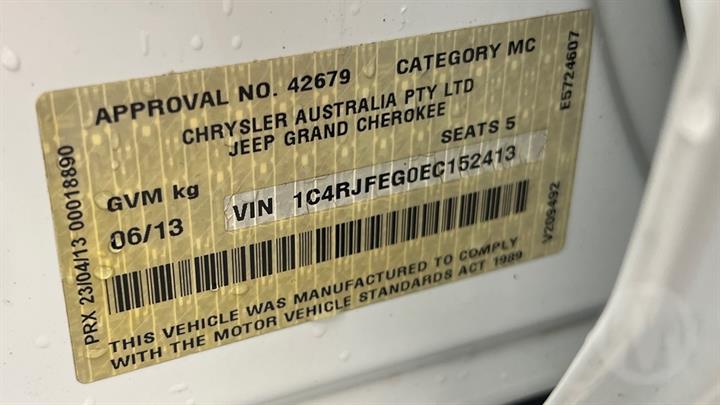 APPROVAL NO. 42679 CATEGORY MC
CHRYSLER AUSTRALIA PTY LTD
JEEP GRAND CHEROKEE
SEATS 5
GVM kg
VIN 1C4RJFEG0EC152413
06/13
THIS VEHICLE WAS MANUFACTURED TO COMPLY
WITH THE MOTOR VEHICLE STANDARDS ACT 1989
PRX 23/04/13 00018890
E5724607
V209492